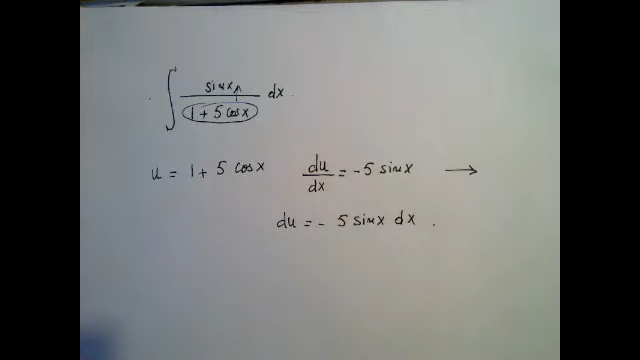 ∫ sin x / (1 + 5 cos x) dx
u = 1 + 5 cos x du/dx = - 5 sin x →
du = - 5 sin x dx .